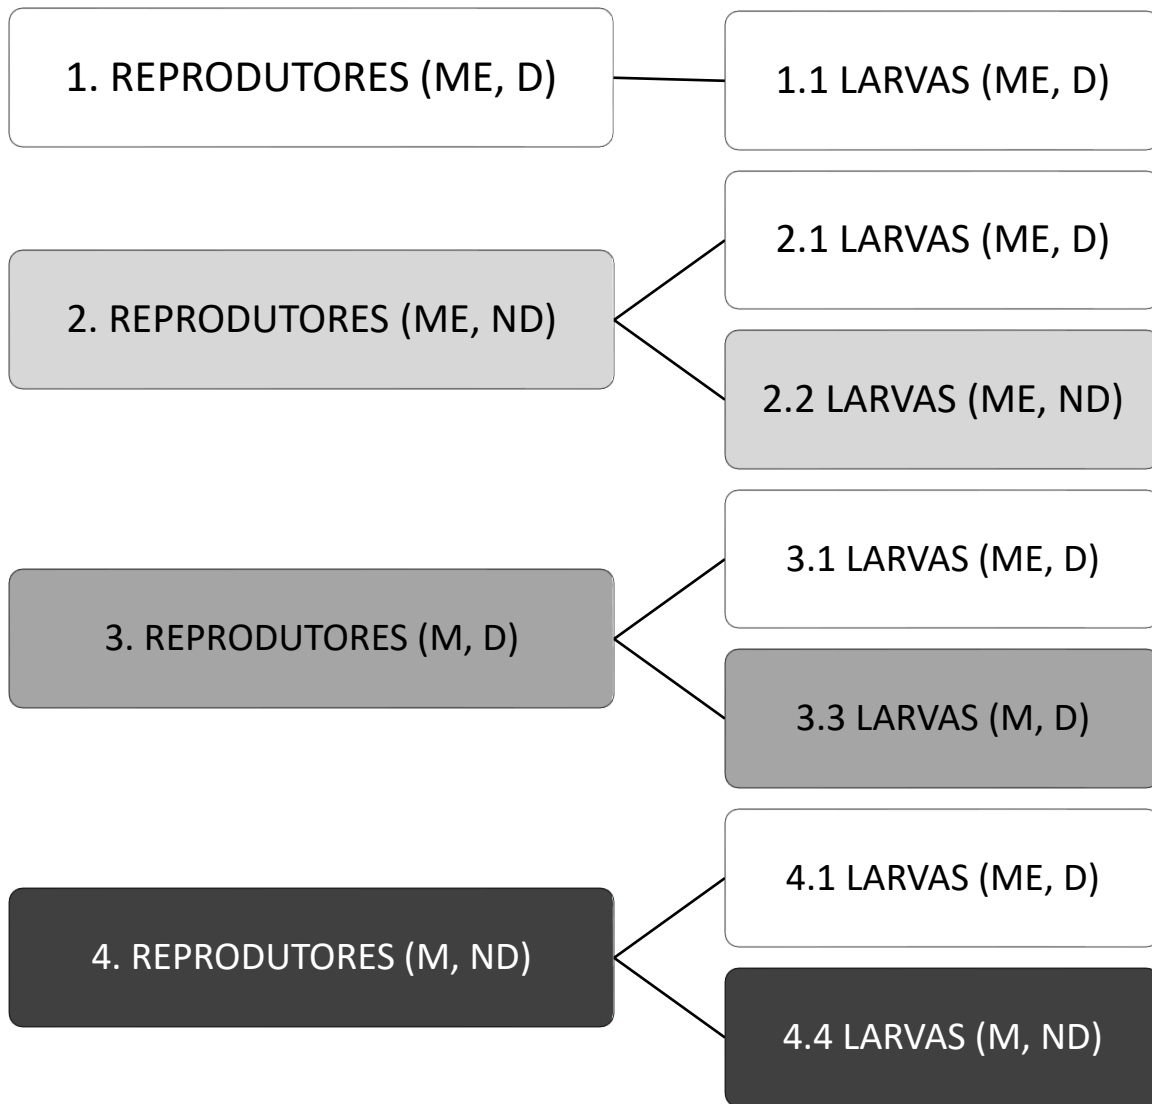 1. REPRODUTORES (ME, D)
1.1 LARVAS (ME, D)
2. REPRODUTORES (ME, ND)
2.1 LARVAS (ME, D)
2.2 LARVAS (ME, ND)
3. REPRODUTORES (M, D)
3.1 LARVAS (ME, D)
3.3 LARVAS (M, D)
4. REPRODUTORES (M, ND)
4.1 LARVAS (ME, D)
4.4 LARVAS (M, ND)